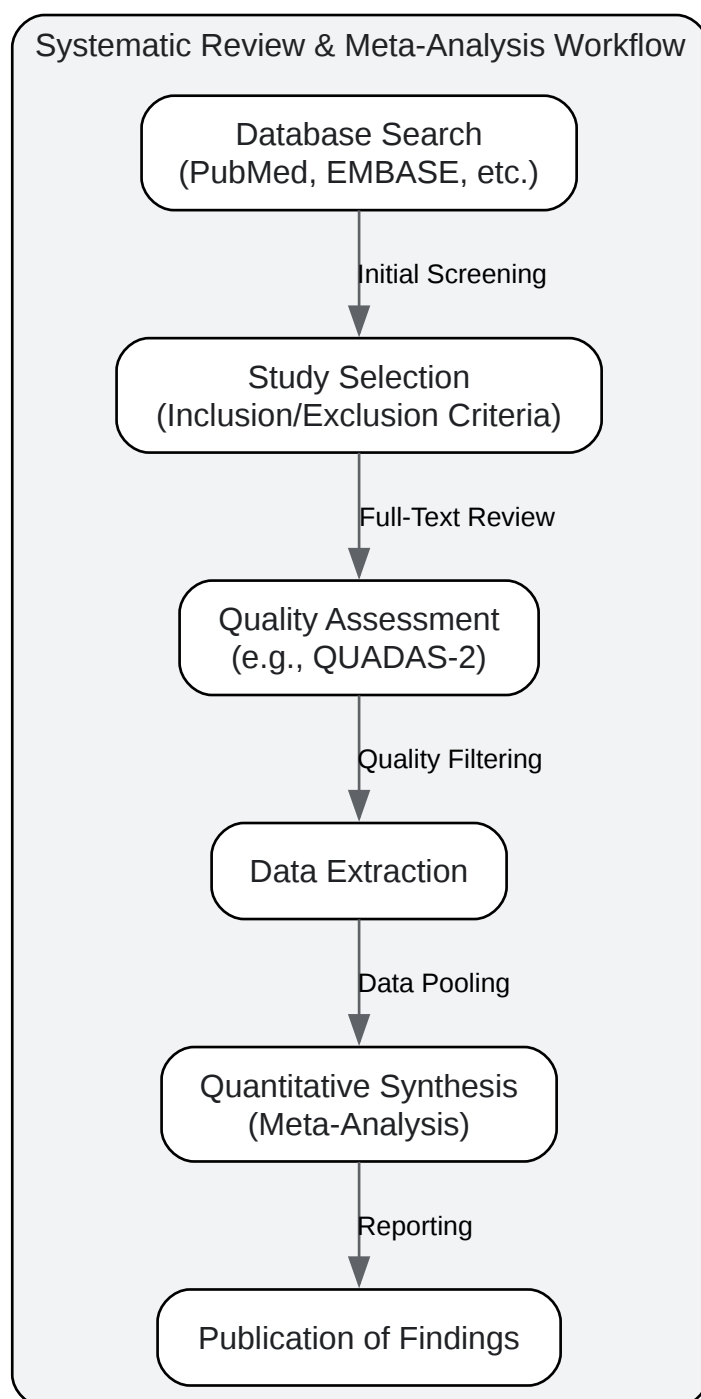 Systematic Review & Meta-Analysis Workflow
Database Search
(PubMed, EMBASE, etc.)
Initial Screening
Study Selection
(Inclusion/Exclusion Criteria)
Full-Text Review
Quality Assessment
(e.g., QUADAS-2)
Quality Filtering
Data Extraction
Data Pooling
Quantitative Synthesis
(Meta-Analysis)
Reporting
Publication of Findings